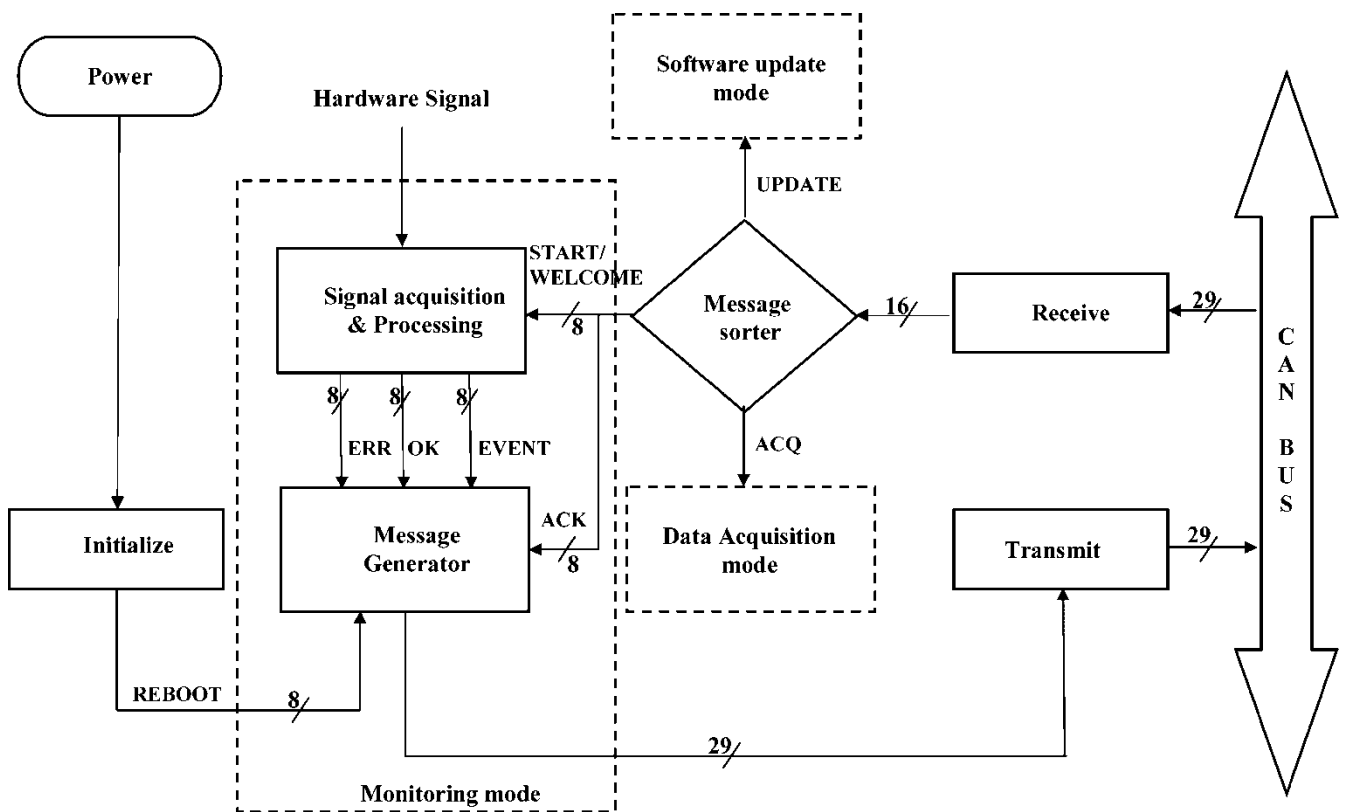 Power
Hardware Signal
Software update
mode
UPDATE
START/
WELCOME
8
Signal acquisition
& Processing
Message
sorter
16
Receive
29
8
8
8
ERR
OK
EVENT
ACQ
ACK
8
Initialize
Message
Generator
Data Acquisition
mode
Transmit
29
CAN BUS
REBOOT
8
29
Monitoring mode